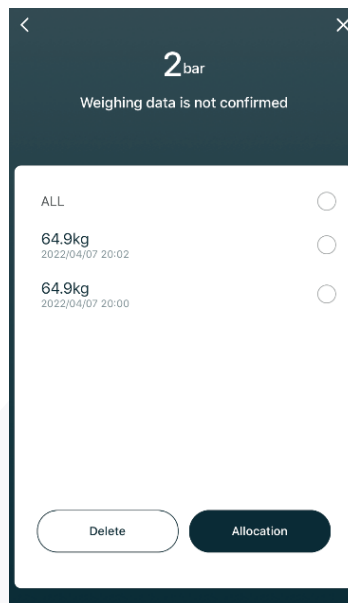 2bar
Weighing data is not confirmed
ALL
64.9kg
2022/04/07 20:02
64.9kg
2022/04/07 20:00
Delete
Allocation